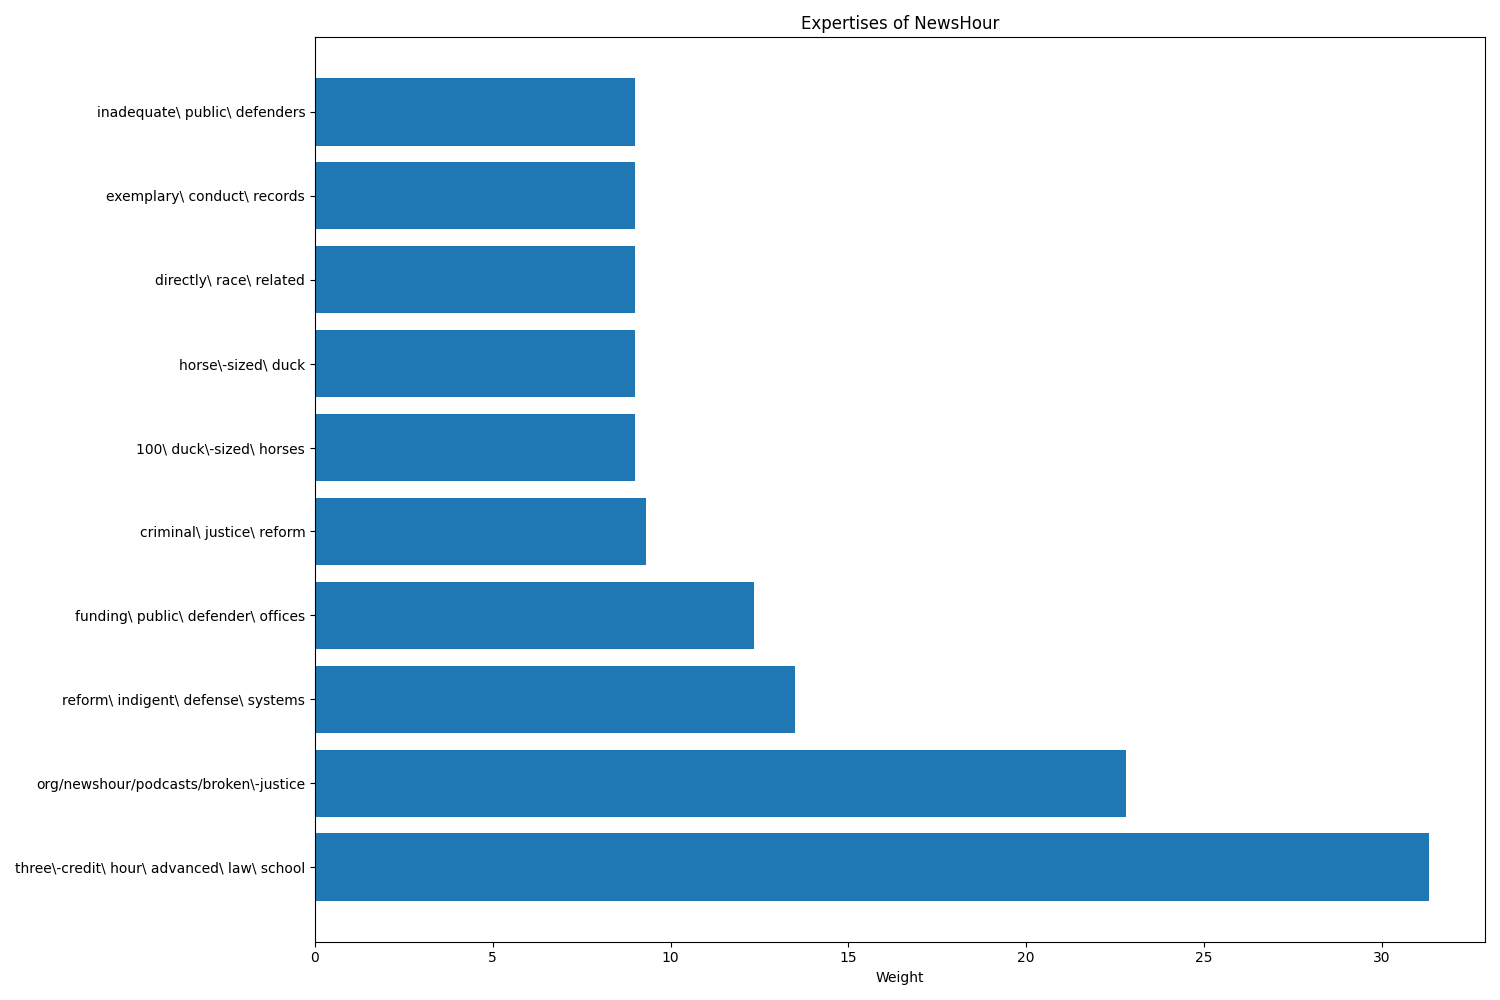 Expertises of NewsHour
inadequate\ public\ defenders
exemplary\ conduct\ records
directly\ race\ related
horse\-sized\ duck
100\ duck\-sized\ horses
criminal\ justice\ reform
funding\ public\ defender\ offices
reform\ indigent\ defense\ systems
org/newshour/podcasts/broken\-justice
three\-credit\ hour\ advanced\ law\ school
0 5 10 15 20 25 30
Weight